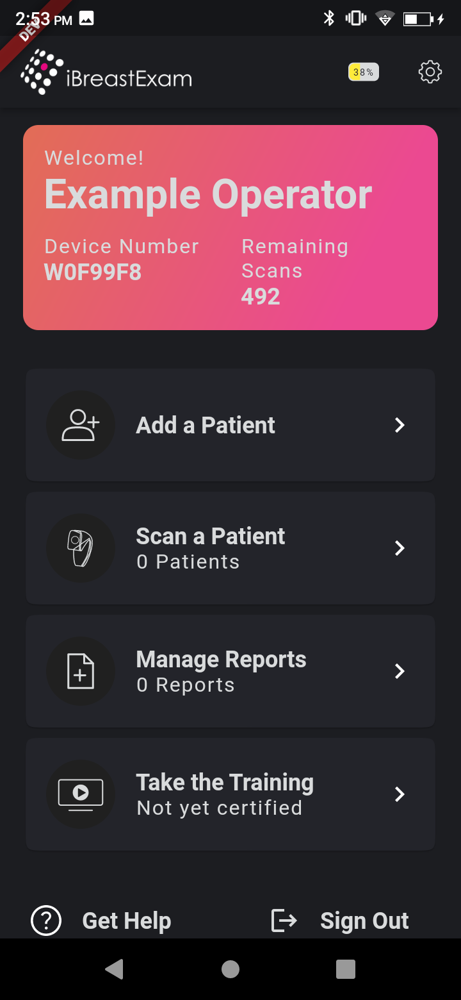 2:53 PM
DEV
iBreastExam
38%
Welcome!
Example Operator
Device Number
W0F99F8
Remaining
Scans
492
Add a Patient
Scan a Patient
0 Patients
Manage Reports
0 Reports
Take the Training
Not yet certified
Get Help
Sign Out